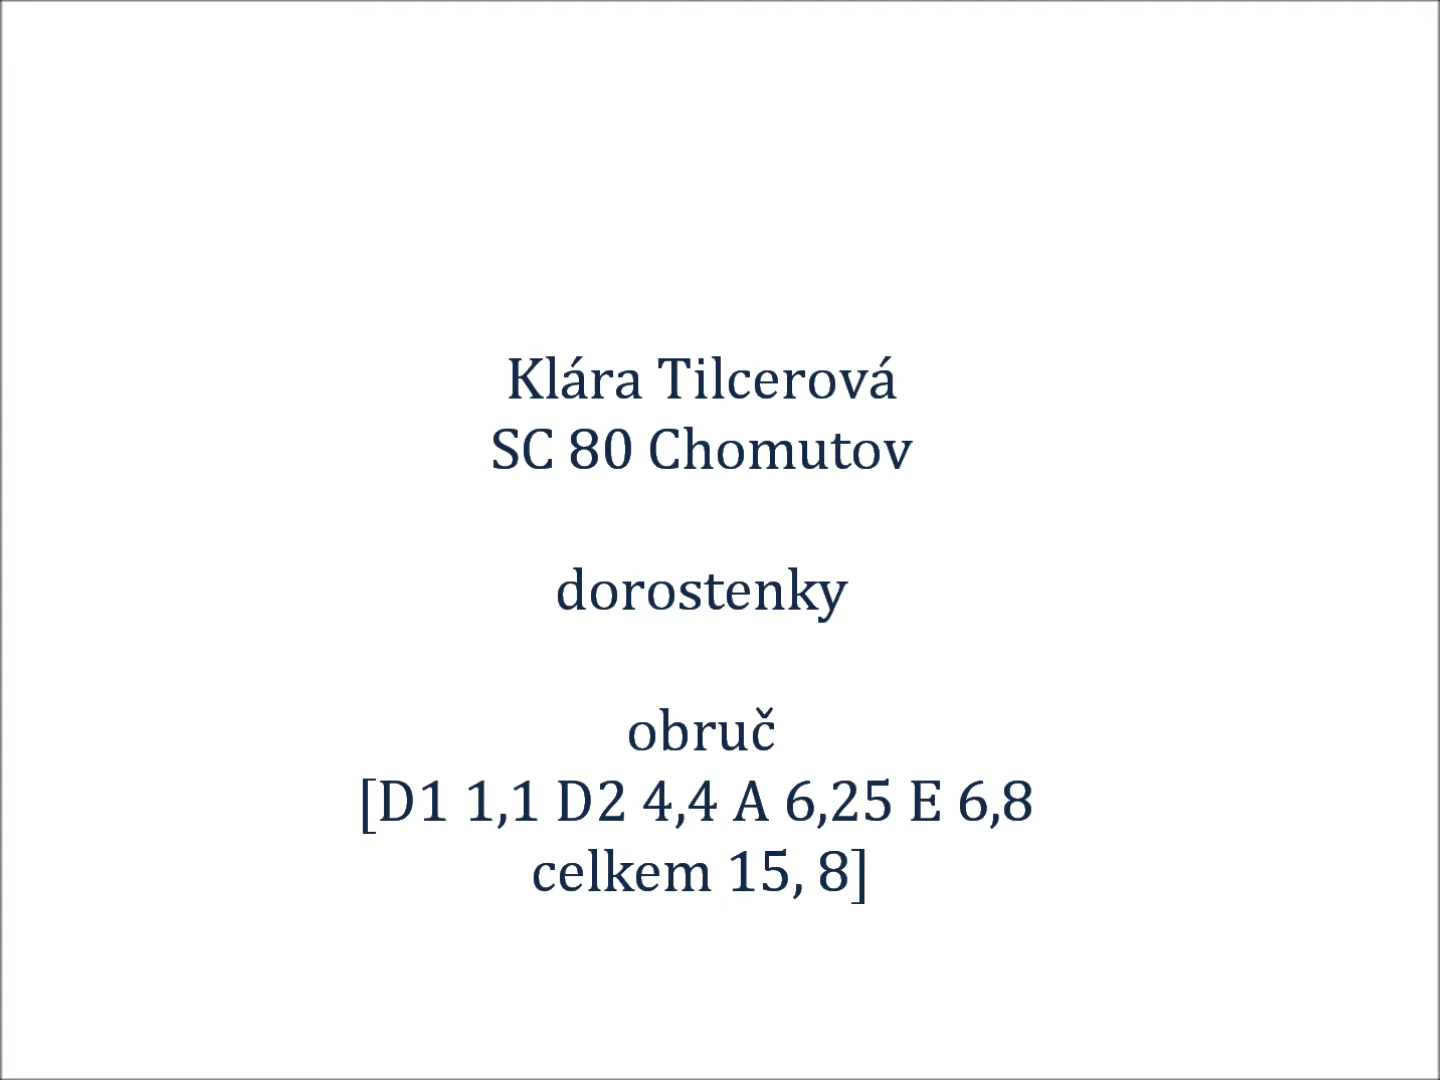 Klára Tilcerová
SC 80 Chomutov
dorostenky
obruč
[D1 1,1 D2 4,4 A 6,25 E 6,8
celkem 15, 8]